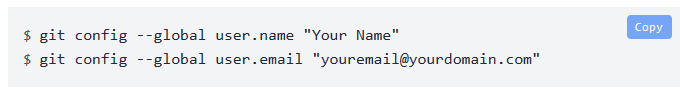 $ git config --global user.name "Your Name"
Copy
$ git config --global user.email "youremail@yourdomain.com"